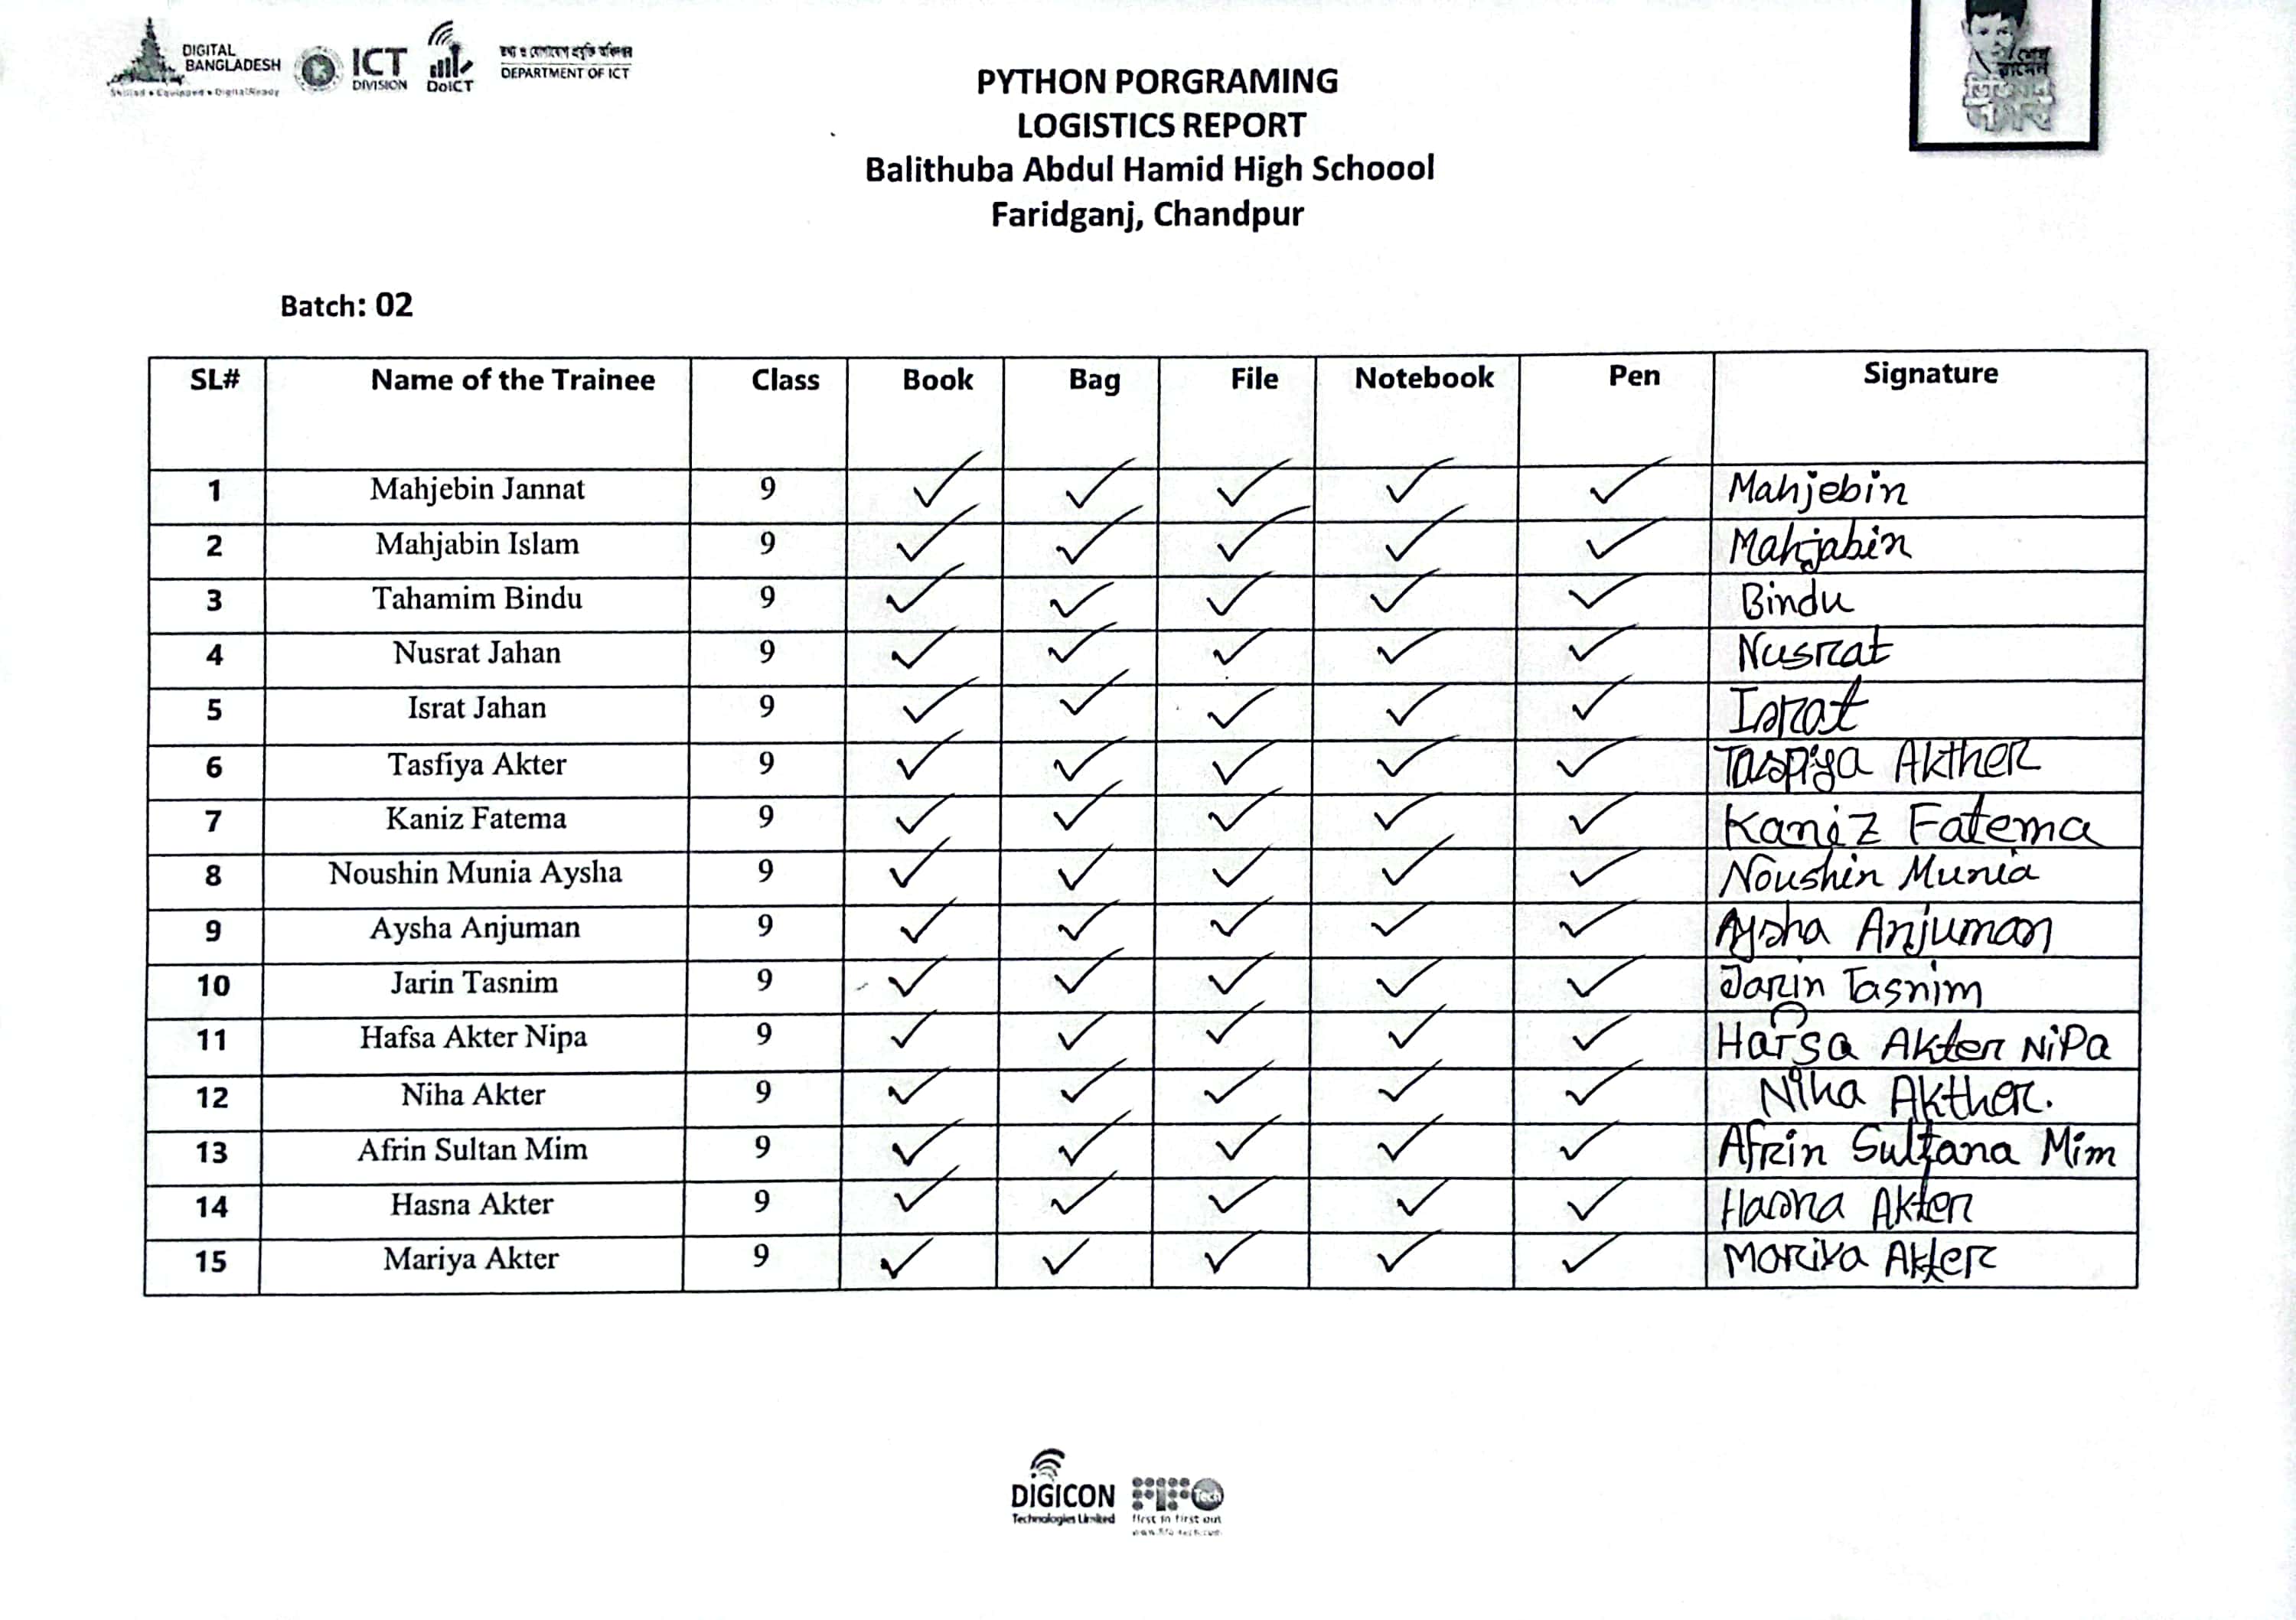 DIGITAL
BANGLADESH
Skilled • Equipped • DigitalReady
ICT
DIVISION
DoICT
তথ্য ও যোগাযোগ প্রযুক্তি অধিদপ্তর
DEPARTMENT OF ICT
শেখ
রাসেল
PYTHON PORGRAMING
LOGISTICS REPORT
Balithuba Abdul Hamid High Schoool
Faridganj, Chandpur
Batch: 02
SL# Name of the Trainee Class Book Bag File Notebook Pen Signature
1 Mahjebin Jannat 9 ✓ ✓ ✓ ✓ ✓ Mahjebin
2 Mahjabin Islam 9 ✓ ✓ ✓ ✓ ✓ Mahjabin
3 Tahamim Bindu 9 ✓ ✓ ✓ ✓ ✓ Bindu
4 Nusrat Jahan 9 ✓ ✓ ✓ ✓ ✓ Nusrat
5 Israt Jahan 9 ✓ ✓ ✓ ✓ ✓ Israt
6 Tasfiya Akter 9 ✓ ✓ ✓ ✓ ✓ Taspiya Akther
7 Kaniz Fatema 9 ✓ ✓ ✓ ✓ ✓ Kaniz Fatema
8 Noushin Munia Aysha 9 ✓ ✓ ✓ ✓ ✓ Noushin Munia
9 Aysha Anjuman 9 ✓ ✓ ✓ ✓ ✓ Aysha Anjuman
10 Jarin Tasnim 9 ✓ ✓ ✓ ✓ ✓ Jarin Tasnim
11 Hafsa Akter Nipa 9 ✓ ✓ ✓ ✓ ✓ Hafsa Akter NiPa
12 Niha Akter 9 ✓ ✓ ✓ ✓ ✓ Niha Akther.
13 Afrin Sultan Mim 9 ✓ ✓ ✓ ✓ ✓ Afrin Sultana Mim
14 Hasna Akter 9 ✓ ✓ ✓ ✓ ✓ Hasna Akter
15 Mariya Akter 9 ✓ ✓ ✓ ✓ ✓ Mariya Akter
DIGICON
Technologies Limited
FIFO Tech
first in first out